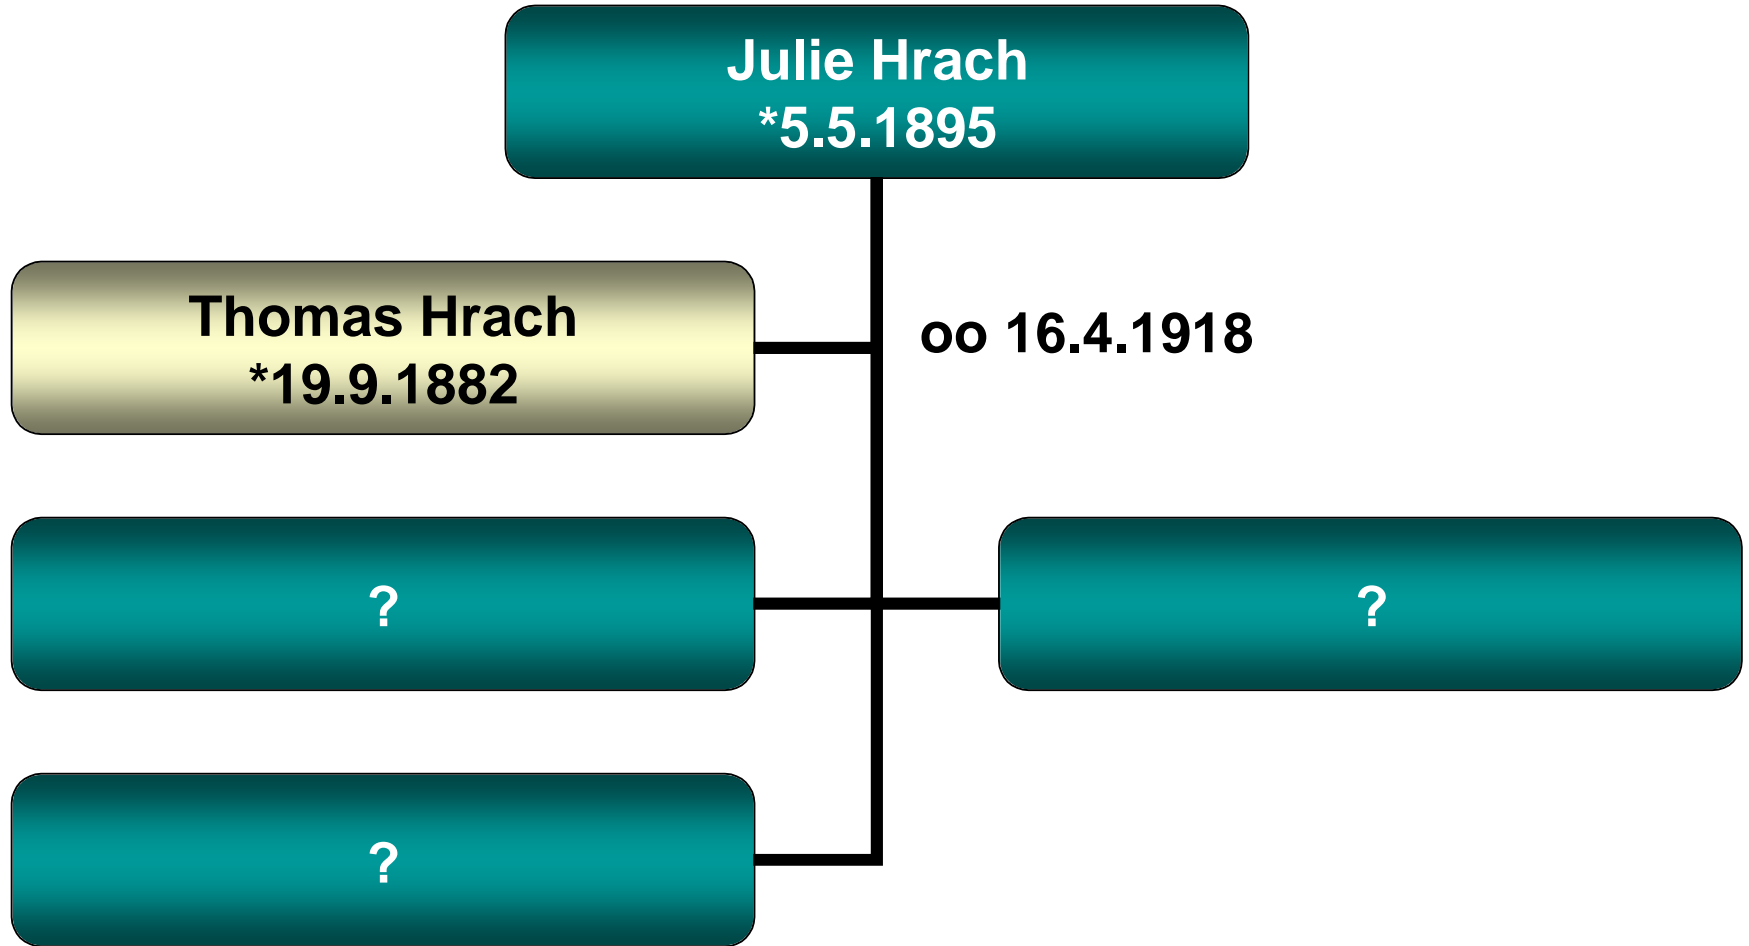 Julie Hrach
*5.5.1895
Thomas Hrach
*19.9.1882
oo 16.4.1918
?
?
?